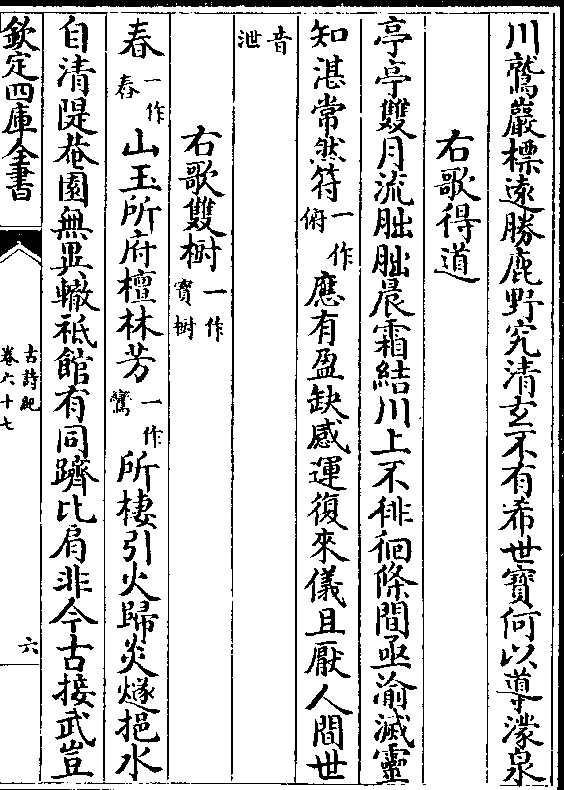 川鷲巖標遠勝鹿野究清玄不有希世寶何以導濛泉
右歌得道
亭亭雙月流朏朏晨霜結川上不徘徊條間亟渝滅靈
知湛常然符一作俯應有盈缺感運復來儀且厭人間世
音泄
右歌雙樹一作寳樹
春一作春山玉所府檀林芳一作鸞所棲引火歸炎燧挹水
自清隄菴園無異轍祇館有同躋比肩非今古接武豈
欽定四庫全書
古詩紀
卷六十七
六